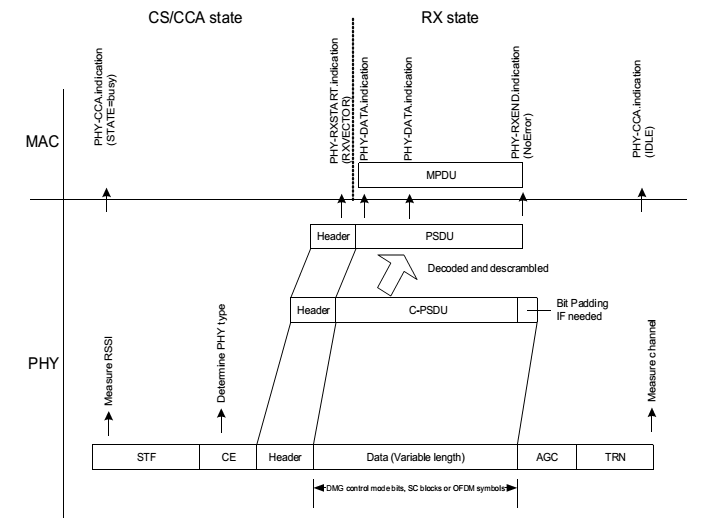 CS/CCA state
RX state
PHY-CCA.indication
(STATE=busy)
PHY-RXSTART.indication
(RXVECTOR)
PHY-DATA.indication
PHY-DATA.indication
PHY-RXEND.indication
(NoError)
PHY-CCA.indication
(IDLE)
MAC
MPDU
Header
PSDU
Decoded and descrambled
Header
C-PSDU
Bit Padding
IF needed
PHY
Measure RSSI
Determine PHY type
Measure channel
STF
CE
Header
Data (Variable length)
AGC
TRN
DMG control mode bits, SC blocks or OFDM symbols